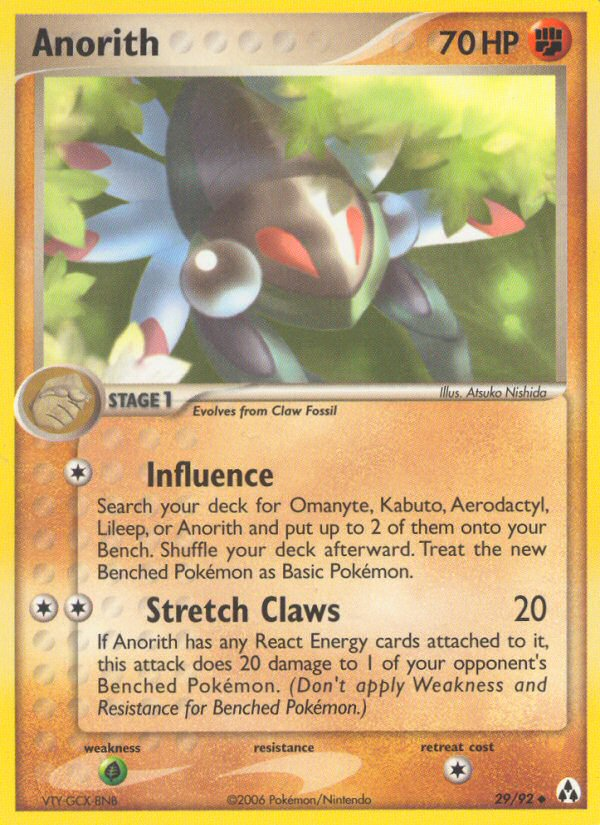 Anorith 70 HP
Illus. Atsuko Nishida
STAGE 1
Evolves from Claw Fossil
Influence
Search your deck for Omanyte, Kabuto, Aerodactyl,
Lileep, or Anorith and put up to 2 of them onto your
Bench. Shuffle your deck afterward. Treat the new
Benched Pokémon as Basic Pokémon.
Stretch Claws 20
If Anorith has any React Energy cards attached to it,
this attack does 20 damage to 1 of your opponent's
Benched Pokémon. (Don't apply Weakness and
Resistance for Benched Pokémon.)
weakness resistance retreat cost
VTY-GCX-BNB ©2006 Pokémon/Nintendo 29/92